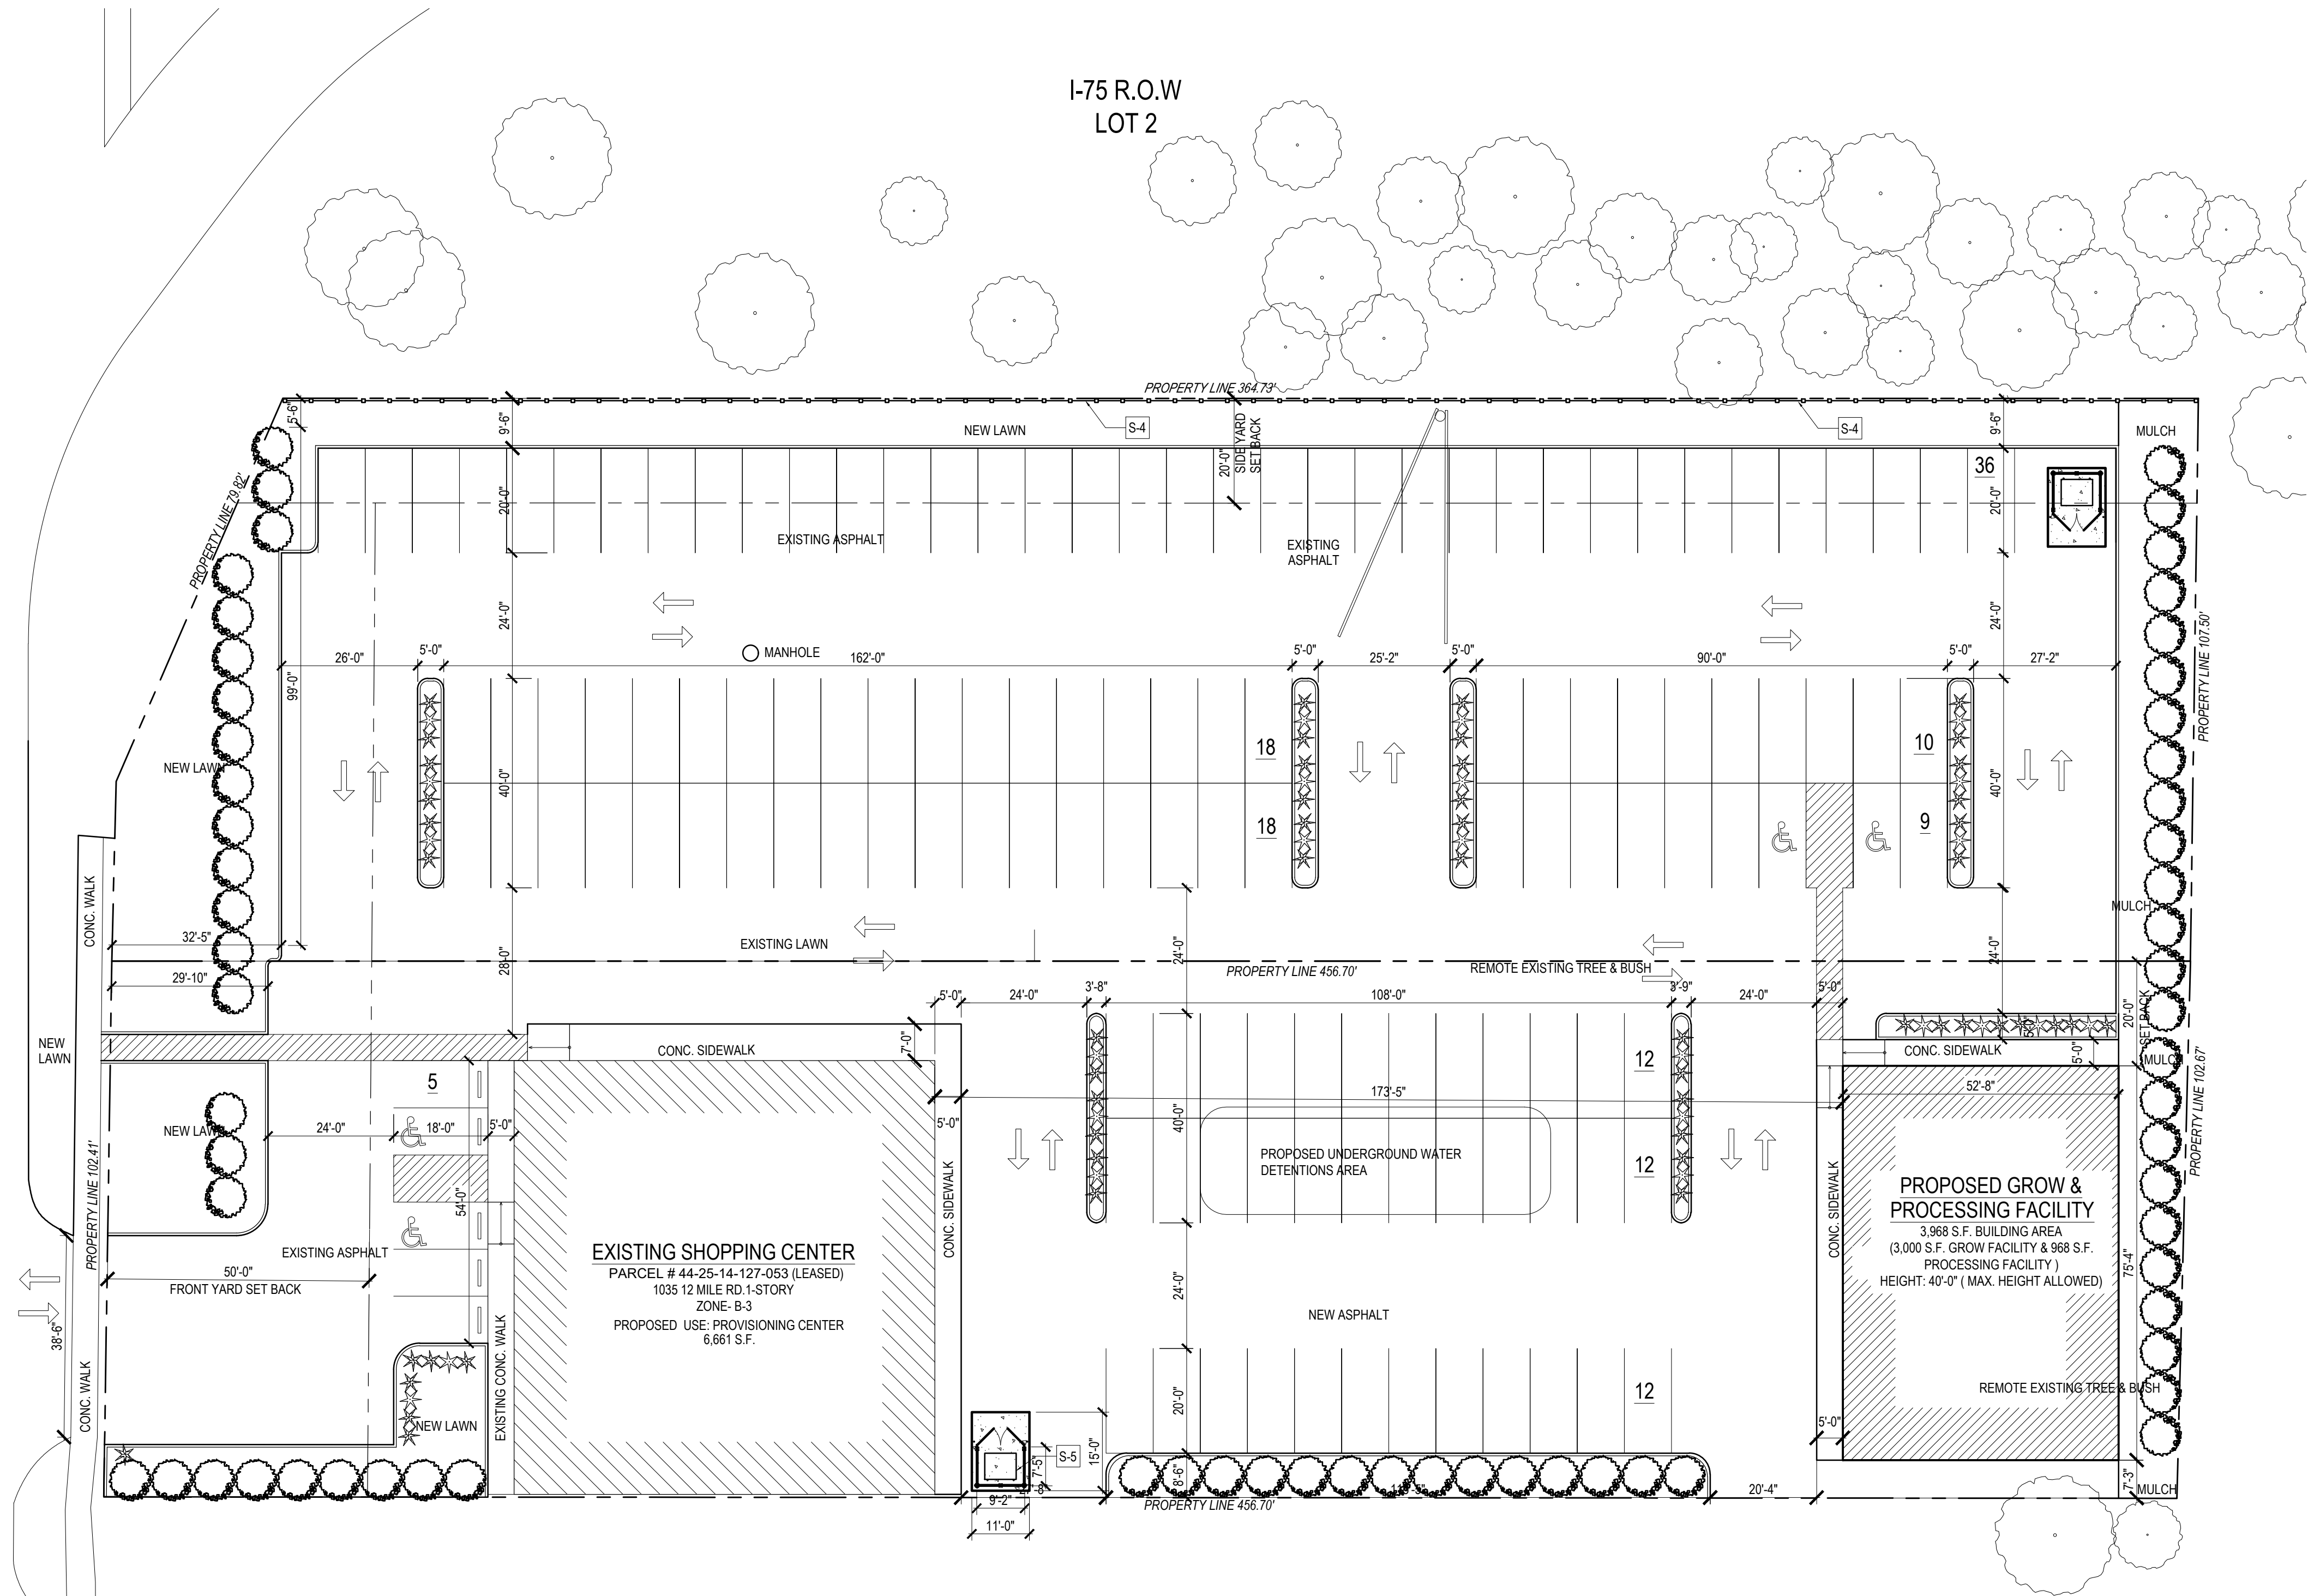 I-75 R.O.W
LOT 2
PROPERTY LINE 364.73'
5'-6"
9'-6"
NEW LAWN
S-4
20'-0"
SIDE YARD
SET BACK
S-4
9'-6"
MULCH
36
PROPERTY LINE 79.82'
20'-0"
EXISTING ASPHALT
EXISTING
ASPHALT
20'-0"
24'-0"
24'-0"
MANHOLE
26'-0"
5'-0"
162'-0"
5'-0"
25'-2"
5'-0"
90'-0"
5'-0"
27'-2"
PROPERTY LINE 107.50'
99'-0"
18
10
NEW LAWN
40'-0"
40'-0"
18
9
CONC. WALK
MULCH
32'-5"
EXISTING LAWN
28'-0"
24'-0"
24'-0"
PROPERTY LINE 456.70'
REMOTE EXISTING TREE & BUSH
29'-10"
5'-0"
24'-0"
3'-8"
108'-0"
3'-9"
24'-0"
5'-0"
20'-0"
SET BACK
5'-0"
NEW
LAWN
CONC. SIDEWALK
7'-0"
CONC. SIDEWALK
5'-0"
MULCH
5
12
52'-8"
173'-5"
PROPERTY LINE 102.67'
NEW LAWN
24'-0"
18'-0"
5'-0"
5'-0"
40'-0"
PROPERTY LINE 102.41'
54'-0"
PROPOSED UNDERGROUND WATER
DETENTIONS AREA
12
CONC. SIDEWALK
CONC. SIDEWALK
PROPOSED GROW &
PROCESSING FACILITY
3,968 S.F. BUILDING AREA
(3,000 S.F. GROW FACILITY & 968 S.F.
PROCESSING FACILITY )
HEIGHT: 40'-0" ( MAX. HEIGHT ALLOWED)
75'-4"
EXISTING ASPHALT
50'-0"
FRONT YARD SET BACK
EXISTING SHOPPING CENTER
PARCEL # 44-25-14-127-053 (LEASED)
1035 12 MILE RD.1-STORY
ZONE- B-3
PROPOSED USE: PROVISIONING CENTER
6,661 S.F.
24'-0"
NEW ASPHALT
38'-6"
CONC. WALK
EXISTING CONC. WALK
20'-0"
12
REMOTE EXISTING TREE & BUSH
NEW LAWN
5'-0"
15'-0"
S-5
7'-5"
8'-6"
9'-2"
11'-0"
PROPERTY LINE 456.70'
20'-4"
7'-3"
MULCH